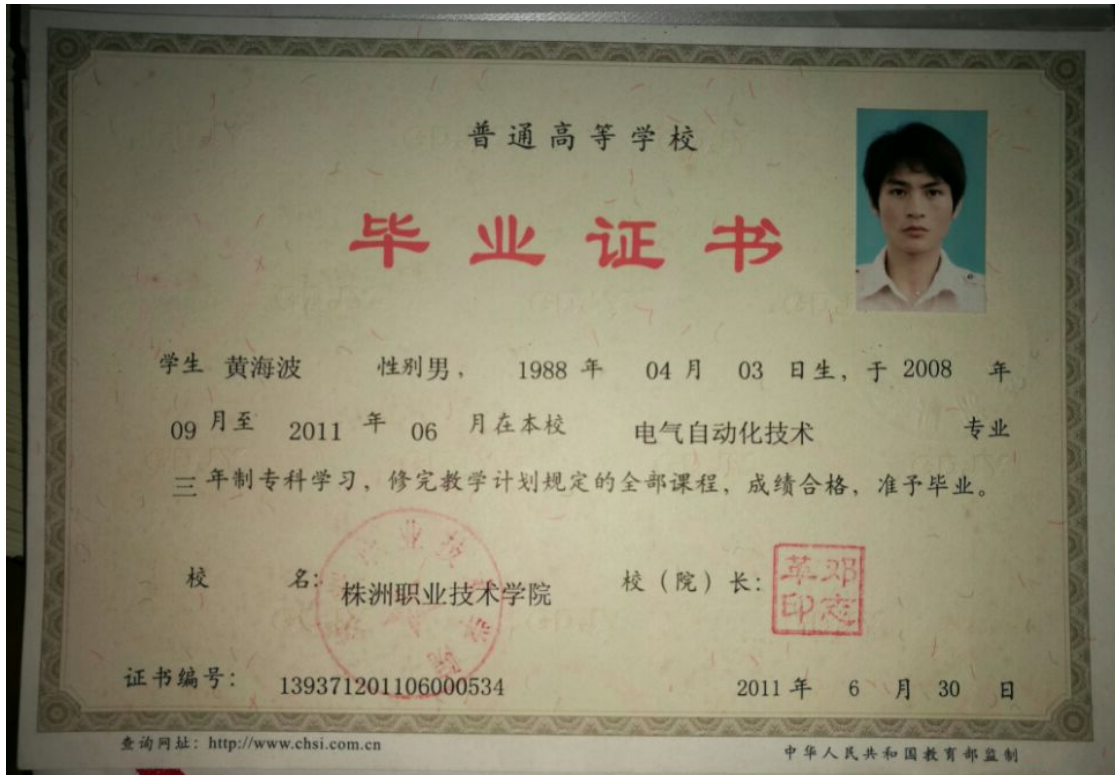 普通高等学校
毕业证书
学生 黄海波 性别男， 1988 年 04 月 03 日生，于 2008 年
09 月至 2011 年 06 月在本校 电气自动化技术 专业
三 年制专科学习，修完教学计划规定的全部课程，成绩合格，准予毕业。
校 名： 株洲职业技术学院 校（院）长： 邓志革印
证书编号： 139371201106000534 2011 年 6 月 30 日
查询网址：http://www.chsi.com.cn 中华人民共和国教育部监制